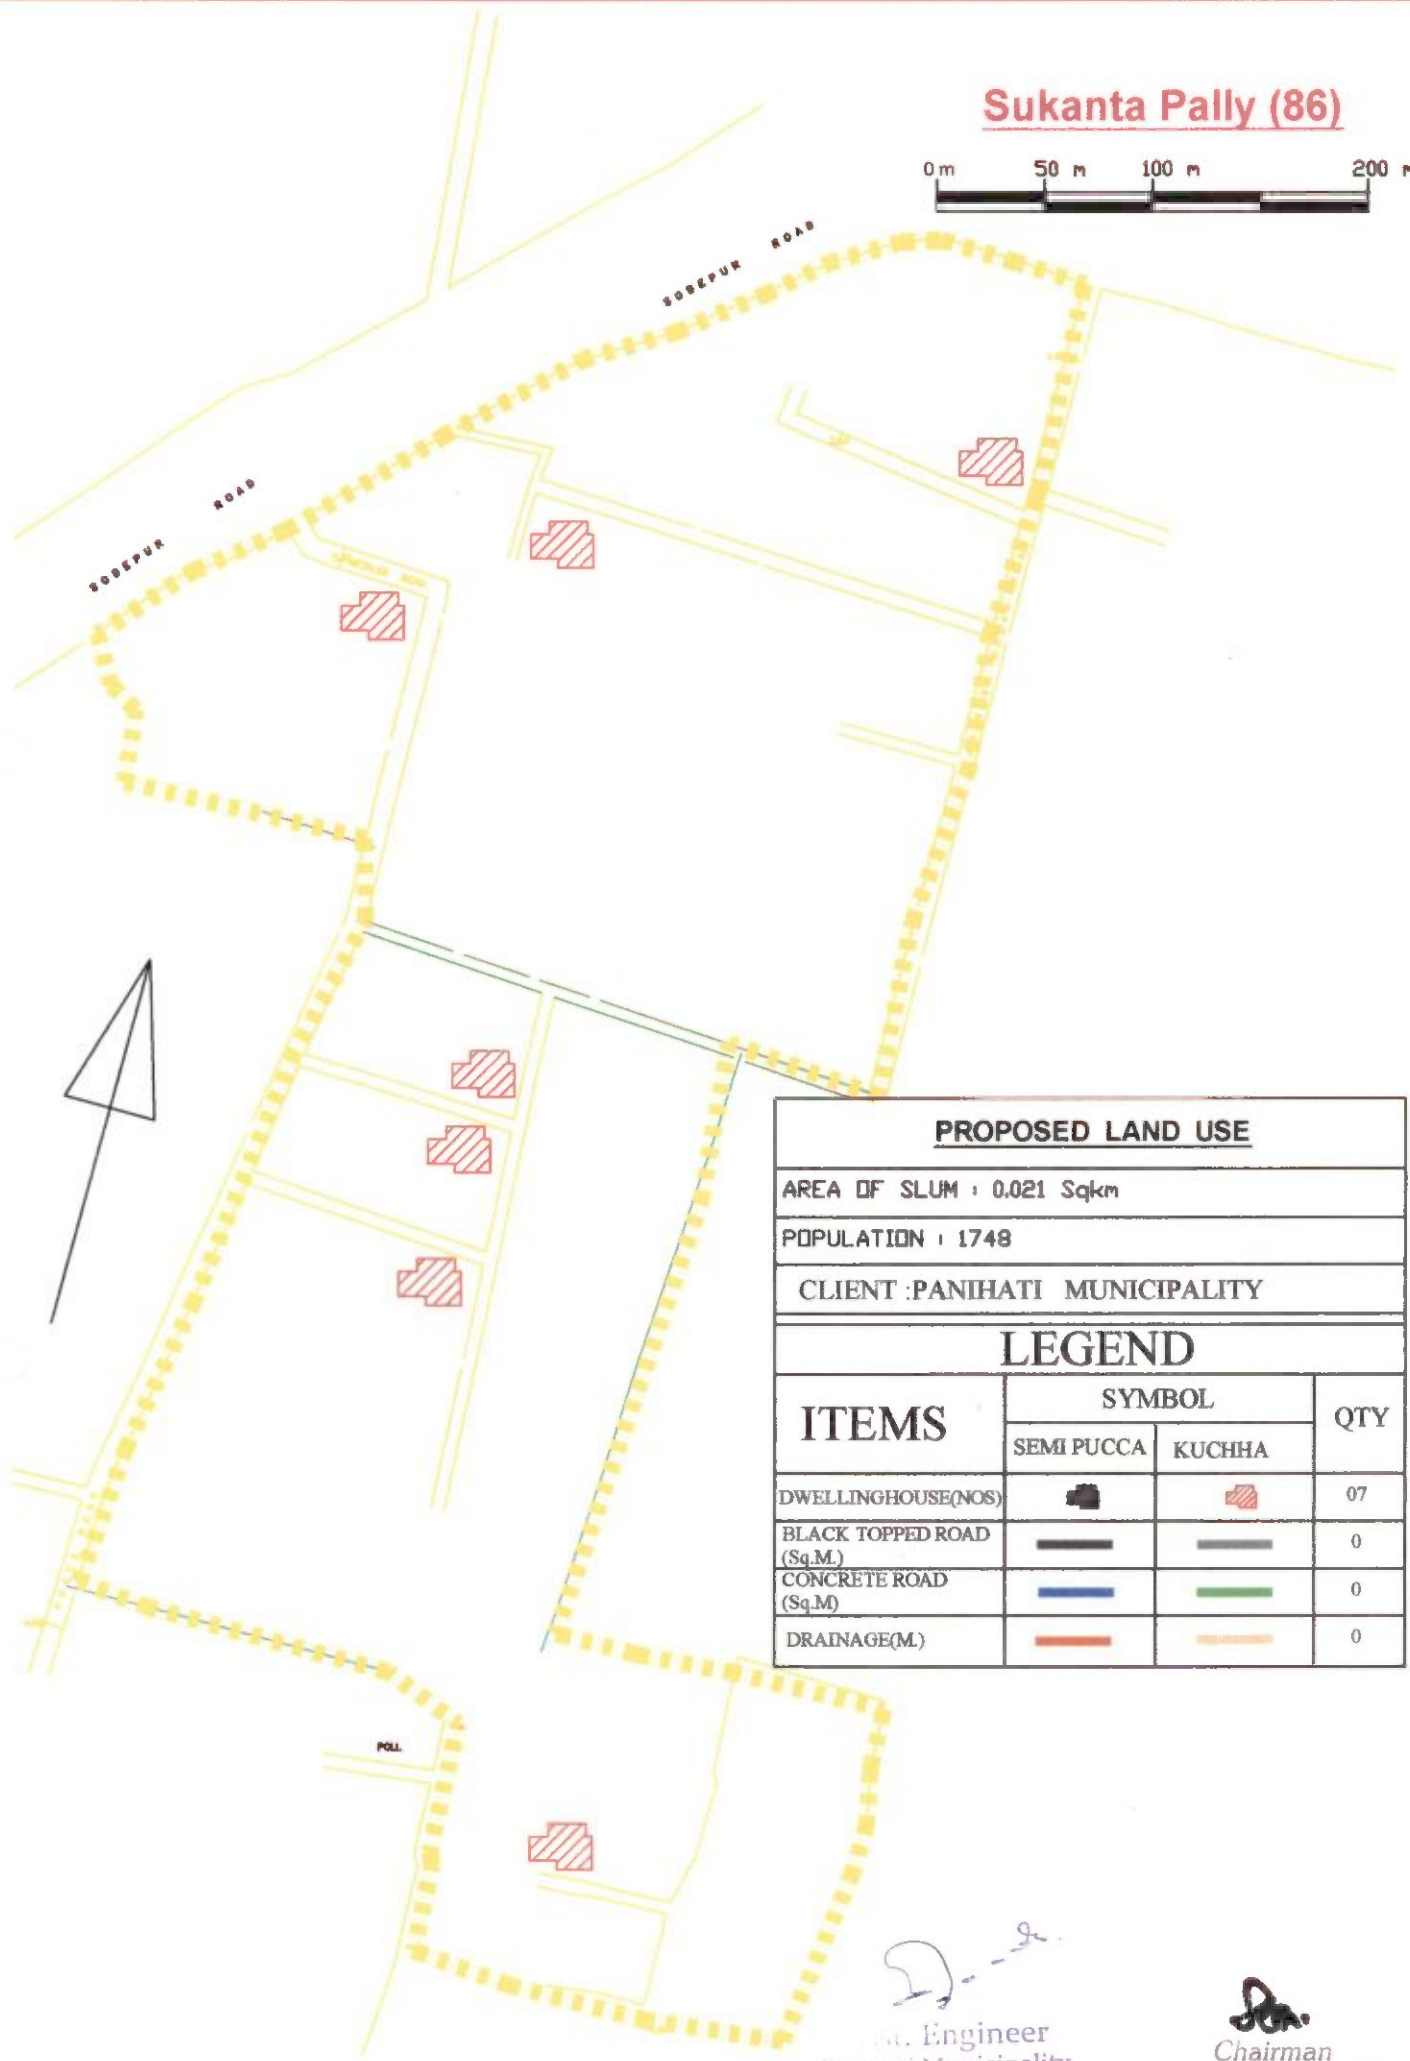 Sukanta Pally (86)
0m 50 m 100 m 200 m
SODEPUR ROAD
SODEPUR ROAD
PROPOSED LAND USE
AREA OF SLUM : 0.021 Sqkm
POPULATION : 1748
CLIENT :PANIHATI MUNICIPALITY
LEGEND
ITEMS SYMBOL QTY
SEMI PUCCA KUCHHA
DWELLINGHOUSE(NOS) 07
BLACK TOPPED ROAD
(Sq.M.) 0
CONCRETE ROAD
(Sq.M) 0
DRAINAGE(M.) 0
POLL
Engineer
Municipality
Chairman